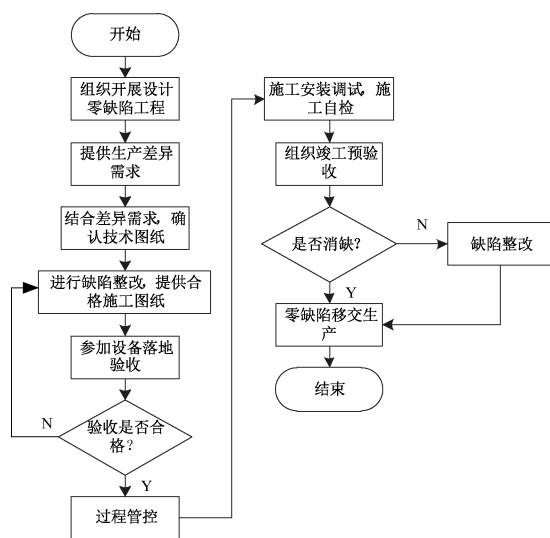 开始
组织开展设计
零缺陷工程
提供生产差异
需求
结合差异需求，确
认技术图纸
进行缺陷整改，提供合
格施工图纸
参加设备落地
验收
N
验收是否合
格？
Y
过程管控
施工安装调试，施
工自检
组织竣工预验
收
是否消缺？
N
缺陷整改
Y
零缺陷移交生
产
结束